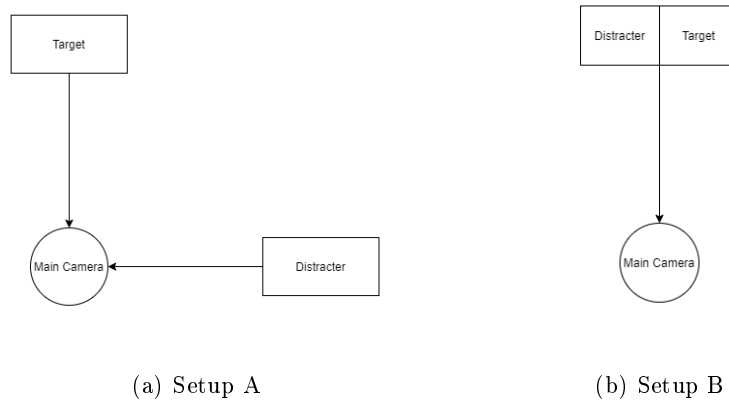 Target
Main Camera
Distracter
(a) Setup A
Distracter
Target
Main Camera
(b) Setup B